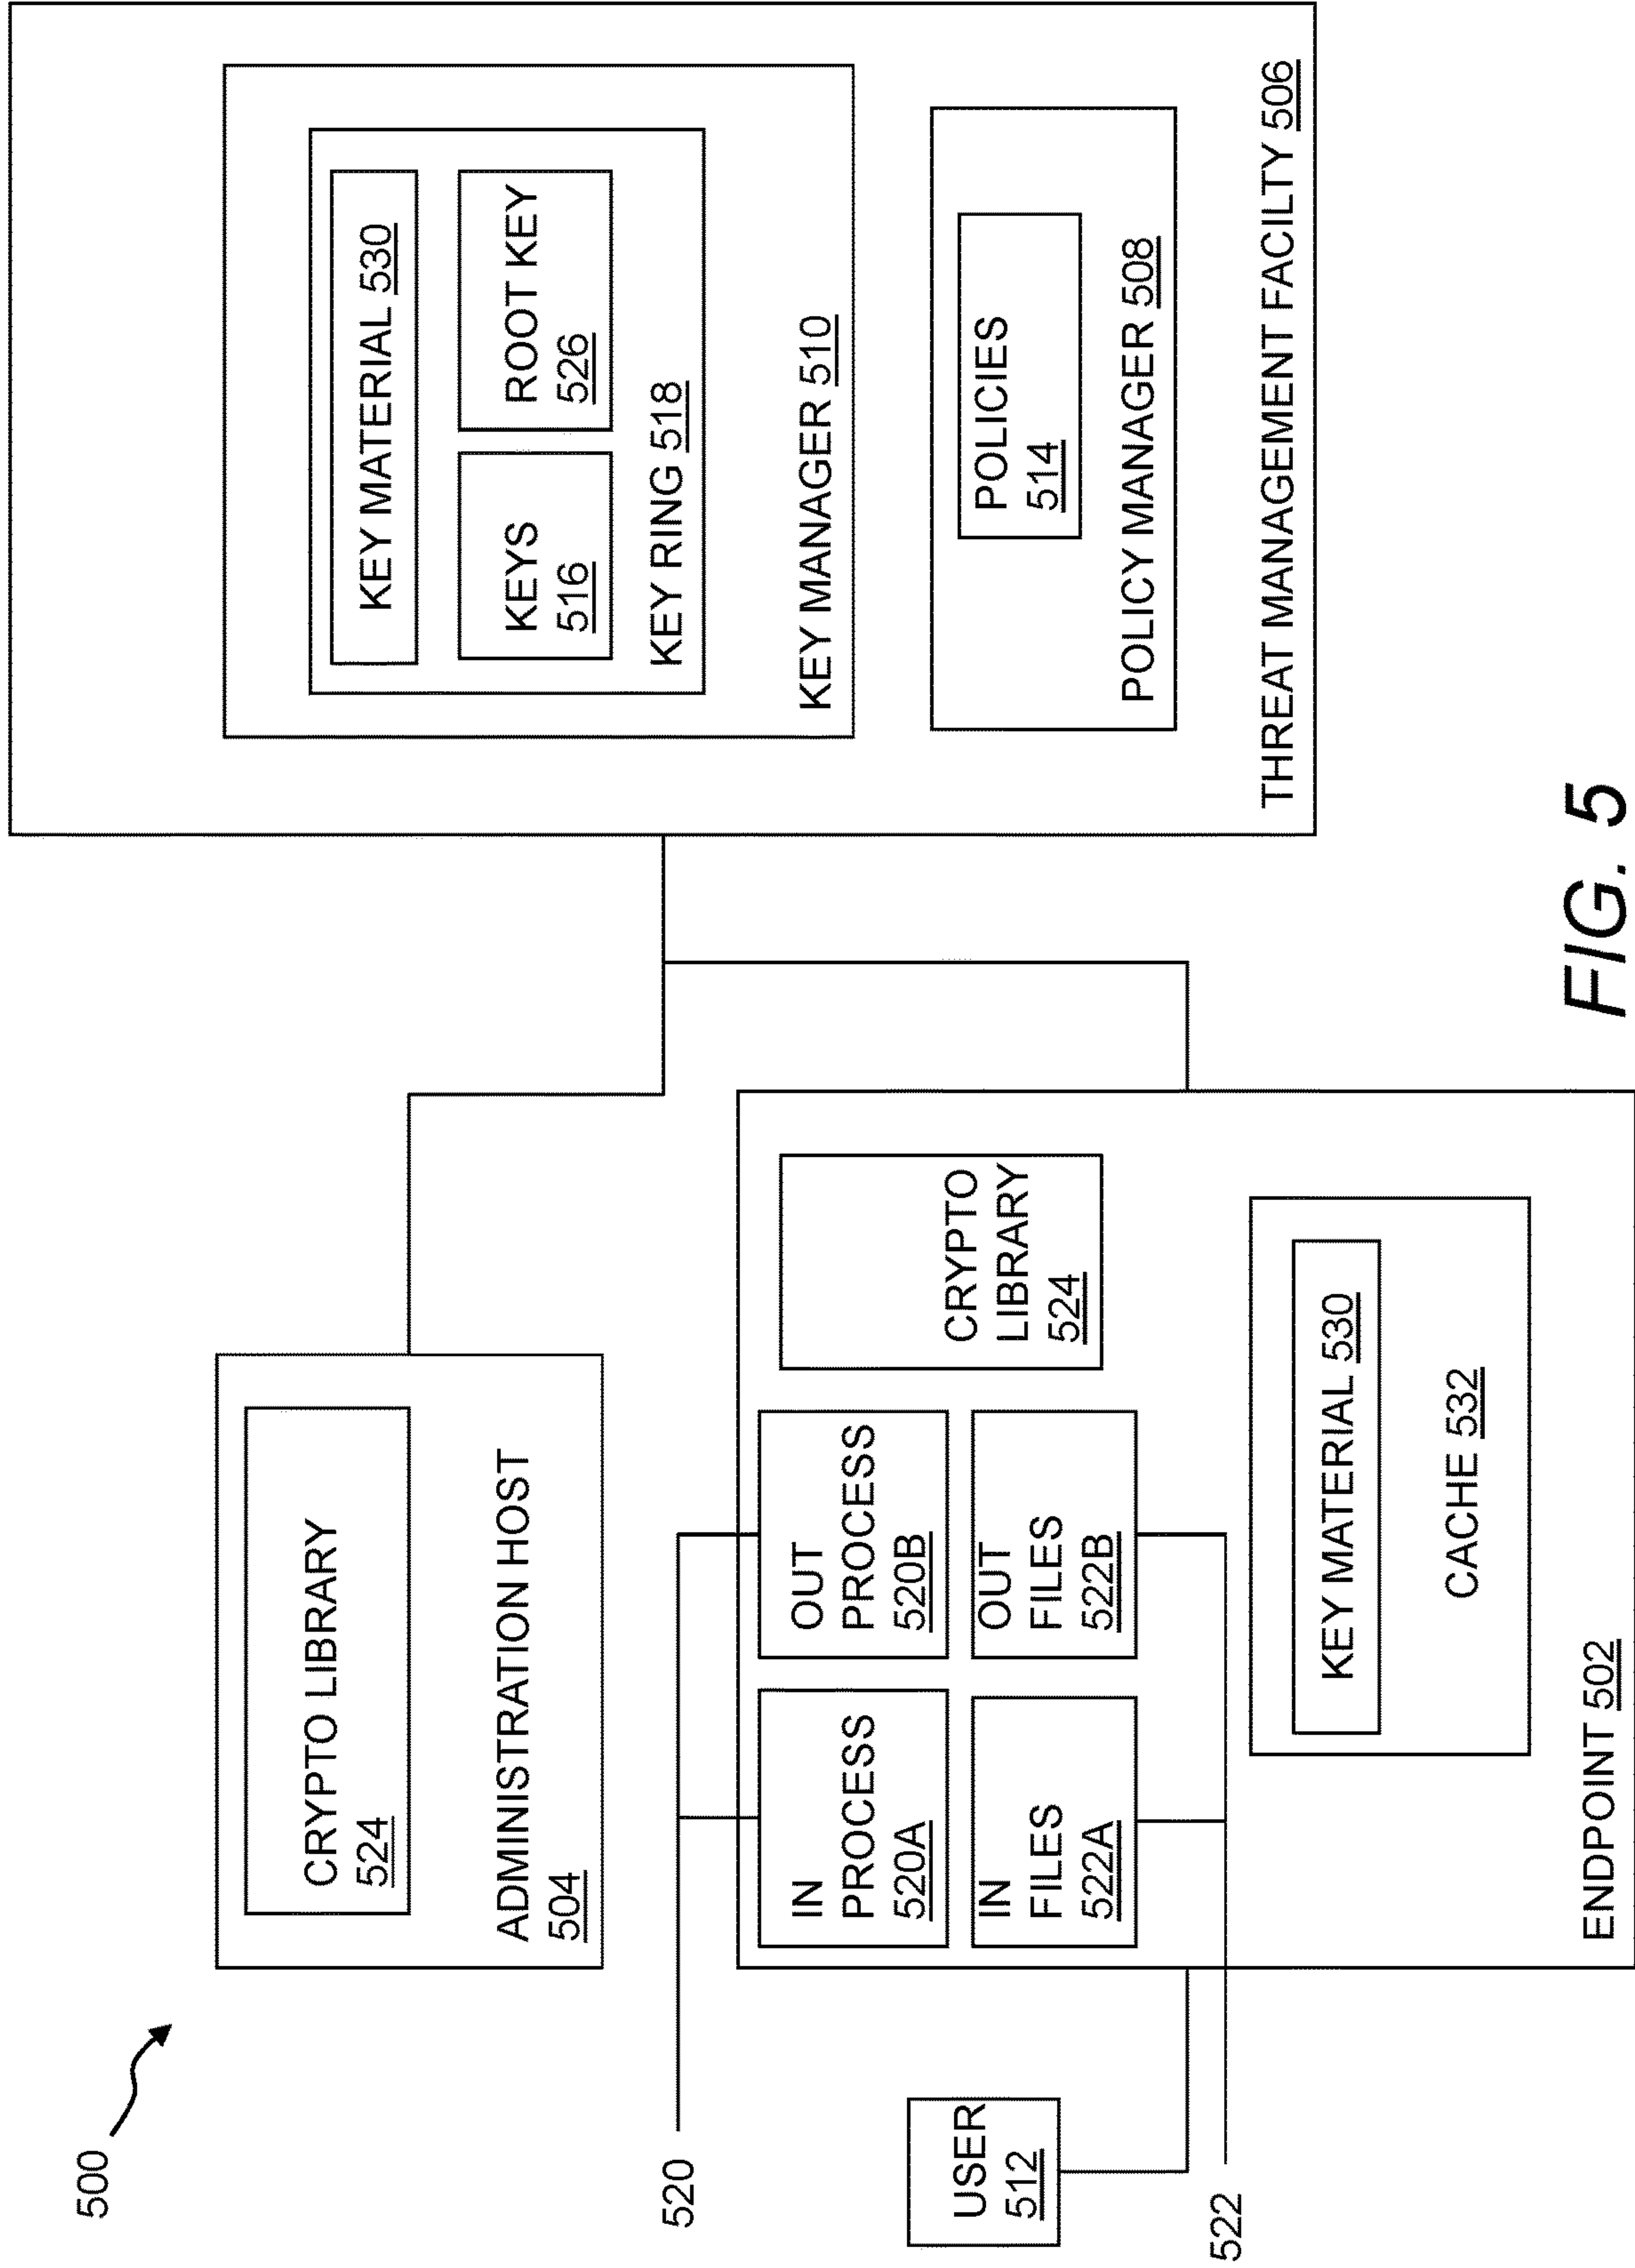 500
CRYPTO LIBRARY
524
ADMINISTRATION HOST
504
520
USER
512
522
IN
PROCESS
520A
OUT
PROCESS
520B
IN
FILES
522A
OUT
FILES
522B
CRYPTO
LIBRARY
524
KEY MATERIAL 530
CACHE 532
ENDPOINT 502
KEY MATERIAL 530
KEYS
516
ROOT KEY
526
KEY RING 518
KEY MANAGER 510
POLICIES
514
POLICY MANAGER 508
THREAT MANAGEMENT FACILTY 506
FIG. 5